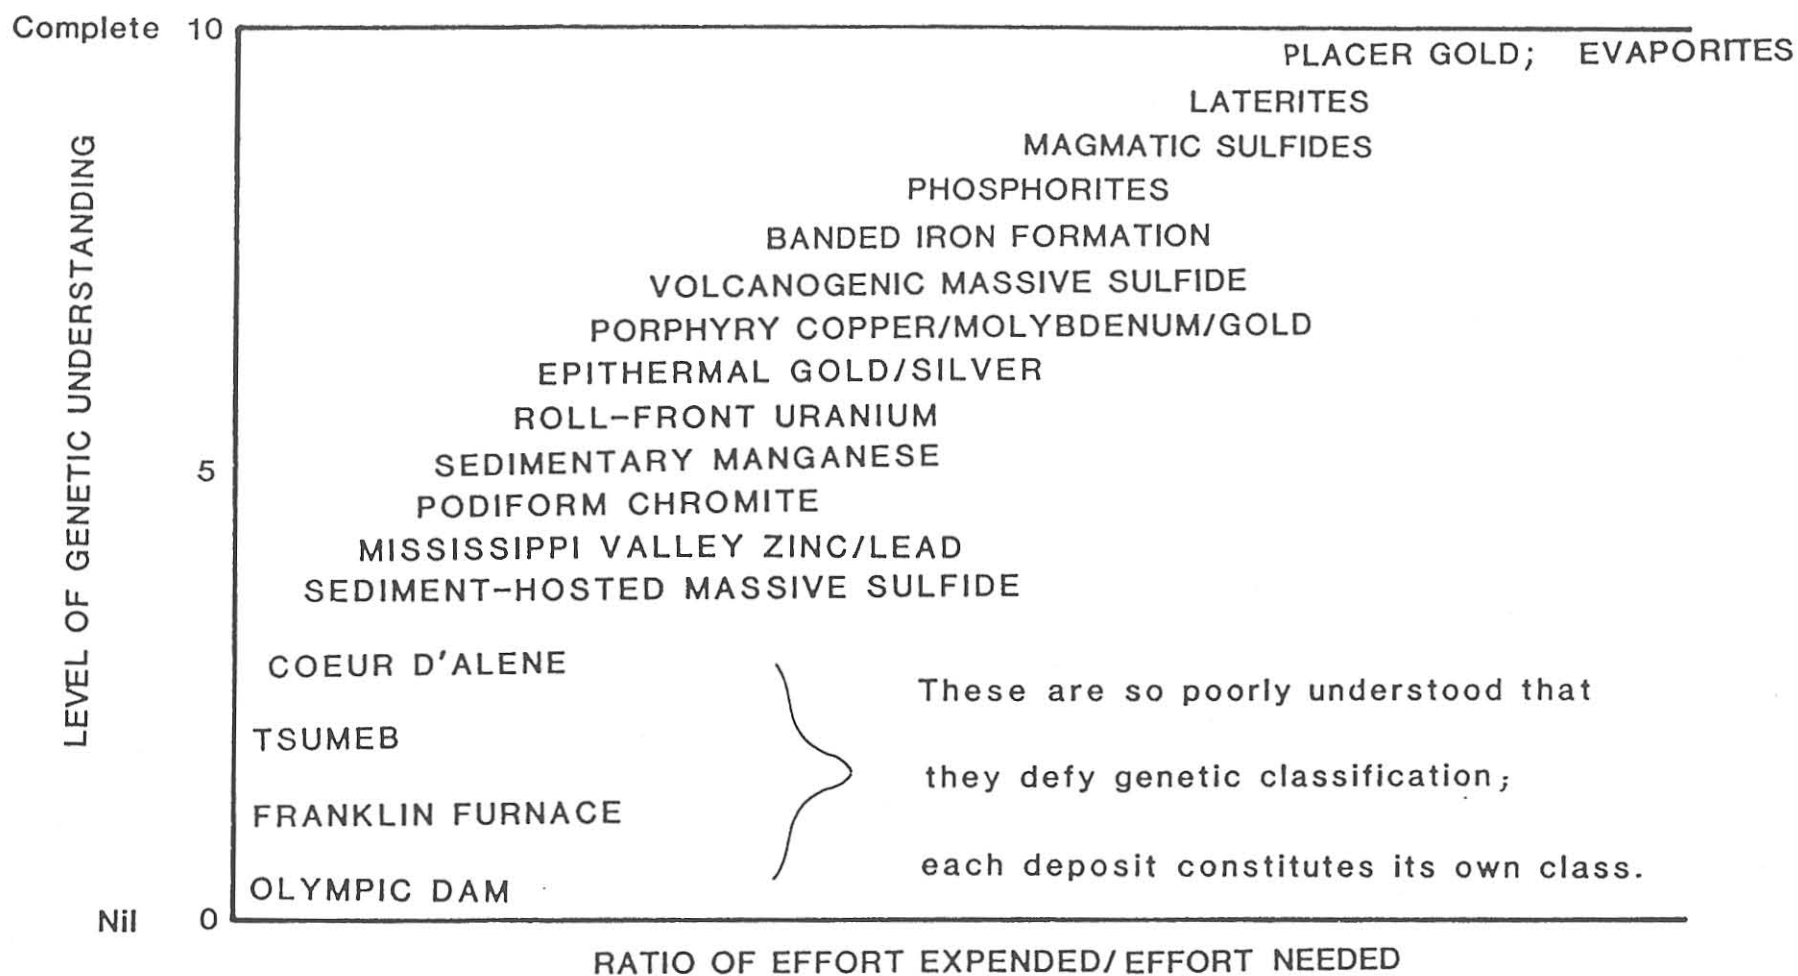 Complete 10
PLACER GOLD; EVAPORITES
LATERITES
MAGMATIC SULFIDES
PHOSPHORITES
BANDED IRON FORMATION
VOLCANOGENIC MASSIVE SULFIDE
PORPHYRY COPPER/MOLYBDENUM/GOLD
EPITHERMAL GOLD/SILVER
ROLL-FRONT URANIUM
SEDIMENTARY MANGANESE
5
PODIFORM CHROMITE
MISSISSIPPI VALLEY ZINC/LEAD
SEDIMENT-HOSTED MASSIVE SULFIDE
COEUR D'ALENE
TSUMEB
FRANKLIN FURNACE
OLYMPIC DAM
These are so poorly understood that
they defy genetic classification;
each deposit constitutes its own class.
Nil 0
LEVEL OF GENETIC UNDERSTANDING
RATIO OF EFFORT EXPENDED/EFFORT NEEDED